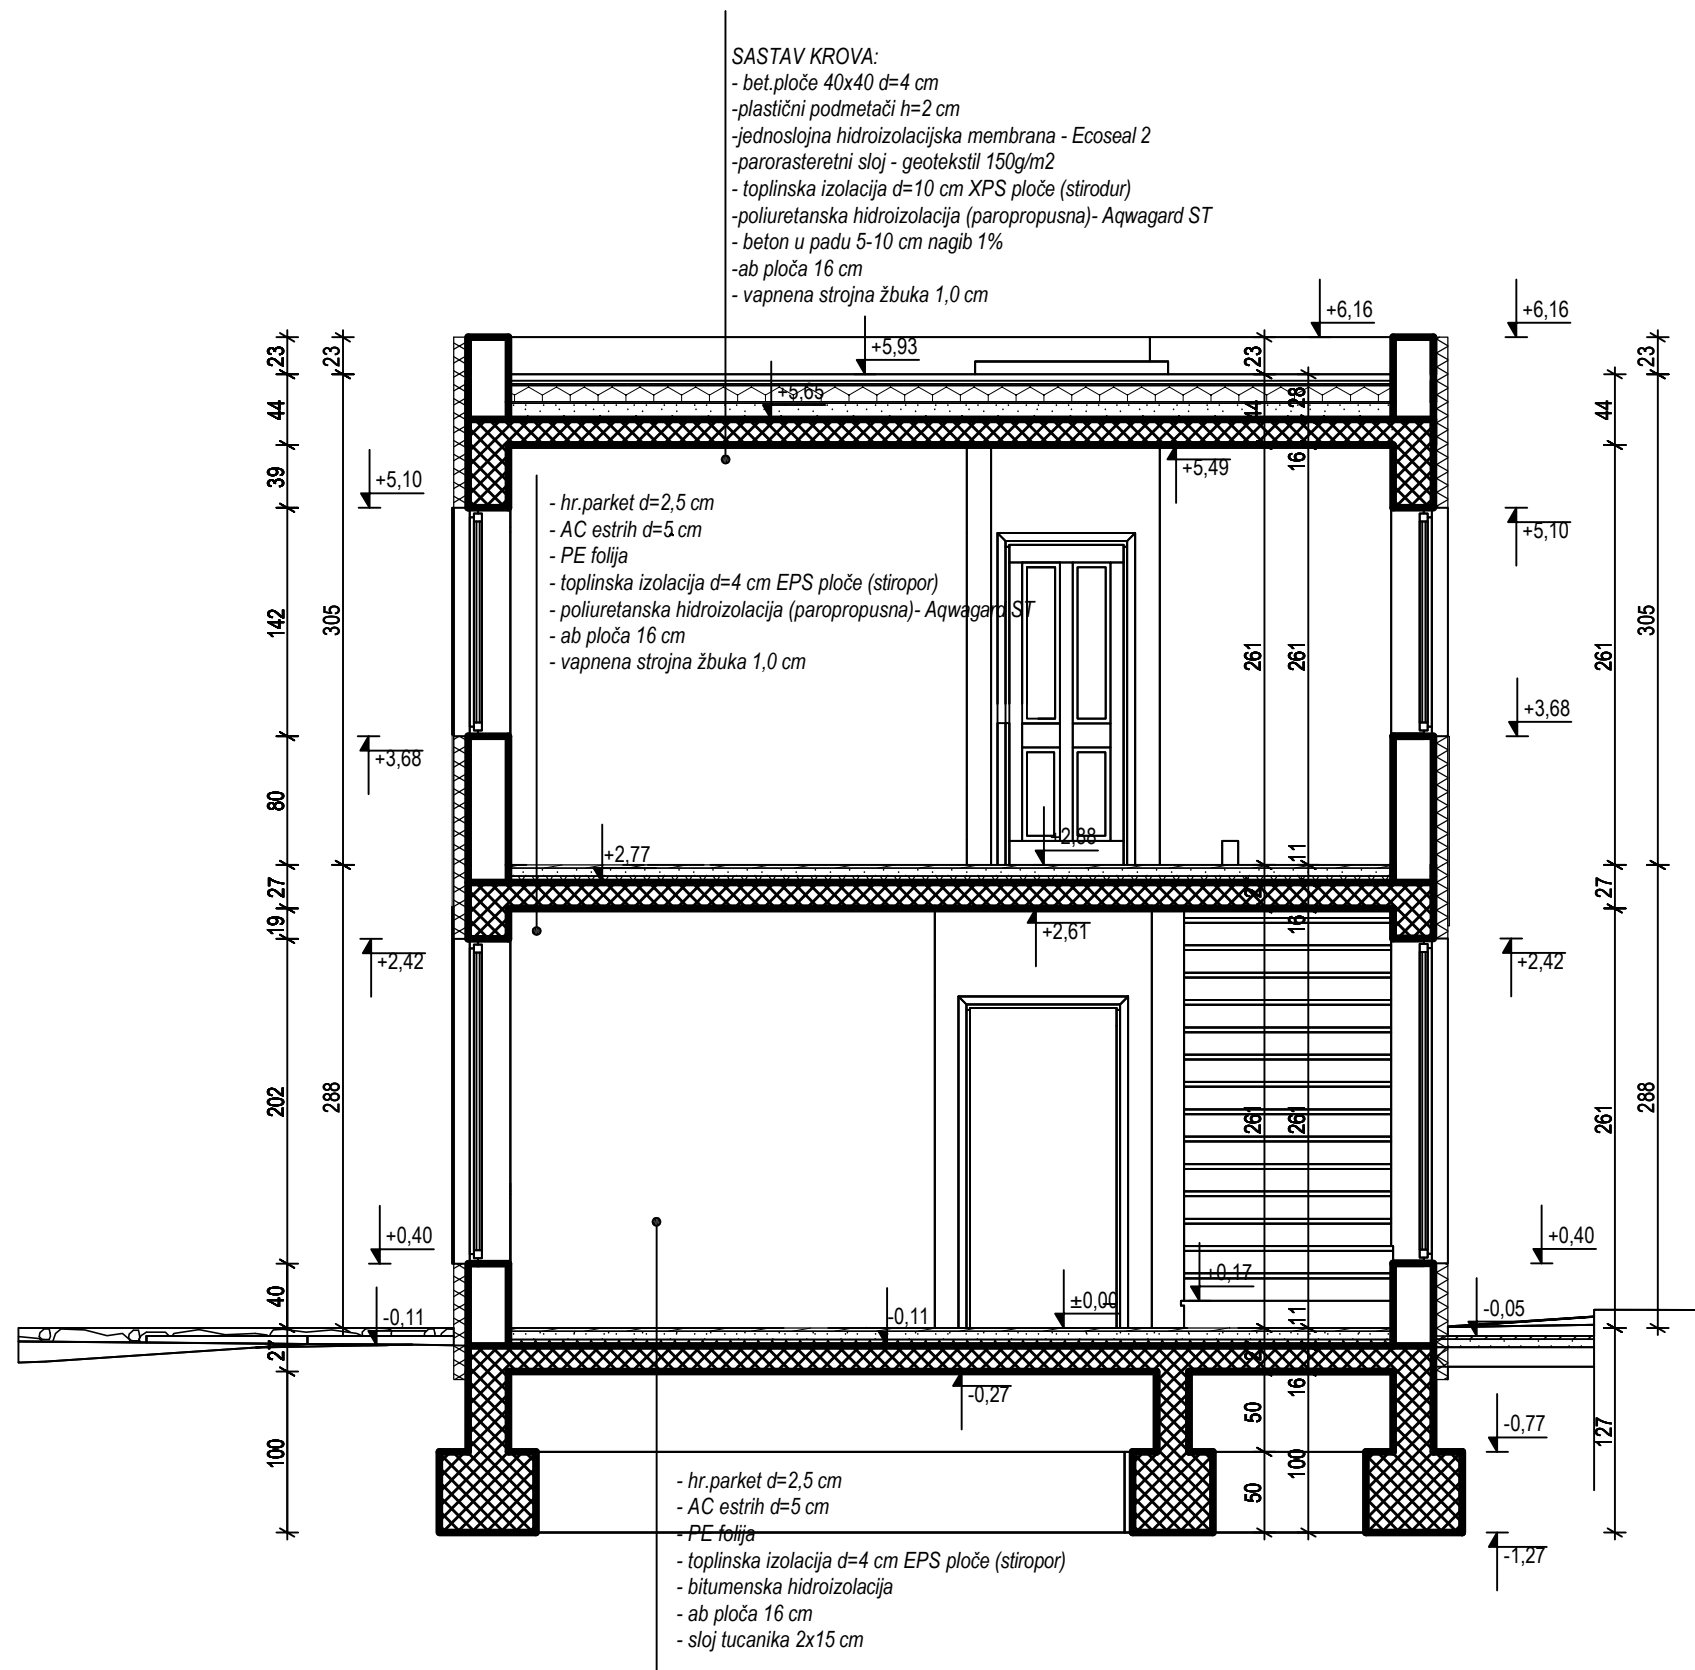 SASTAV KROVA:
- bet.ploče 40x40 d=4 cm
-plastični podmetači h=2 cm
-jednoslojna hidroizolacijska membrana - Ecoseal 2
-parorasteretni sloj - geotekstil 150g/m2
- toplinska izolacija d=10 cm XPS ploče (stirodur)
-poliuretanska hidroizolacija (paropropusna)- Aqwagard ST
- beton u padu 5-10 cm nagib 1%
-ab ploča 16 cm
- vapnena strojna žbuka 1,0 cm
+6,16
+6,16
+5,93
23
23
23
23
+5,65
44
44
28
44
39
+5,10
+5,49
16
+5,10
- hr.parket d=2,5 cm
- AC estrih d=5 cm
- PE folija
- toplinska izolacija d=4 cm EPS ploče (stiropor)
- poliuretanska hidroizolacija (paropropusna)- Aqwagard ST
- ab ploča 16 cm
- vapnena strojna žbuka 1,0 cm
142
305
261
261
261
305
+3,68
+3,68
80
+2,77
+2,88
11
27
27
19
+2,61
16
+2,42
+2,42
202
288
261
261
261
288
+0,40
+0,40
40
+0,17
-0,11
-0,11
±0,00
11
-0,05
27
-0,27
16
100
50
100
50
127
-0,77
-1,27
- hr.parket d=2,5 cm
- AC estrih d=5 cm
- PE folija
- toplinska izolacija d=4 cm EPS ploče (stiropor)
- bitumenska hidroizolacija
- ab ploča 16 cm
- sloj tucanika 2x15 cm